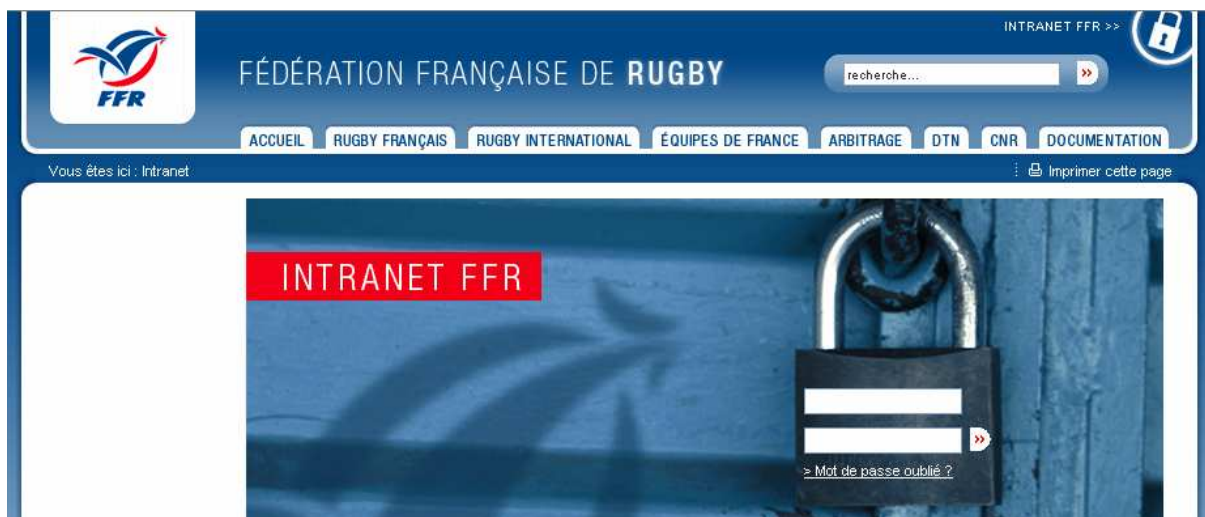 INTRANET FFR >>
FFR
FÉDÉRATION FRANÇAISE DE RUGBY
recherche...
ACCUEIL RUGBY FRANÇAIS RUGBY INTERNATIONAL ÉQUIPES DE FRANCE ARBITRAGE DTN CNR DOCUMENTATION
Vous êtes ici : Intranet
Imprimer cette page
INTRANET FFR
> Mot de passe oublié ?